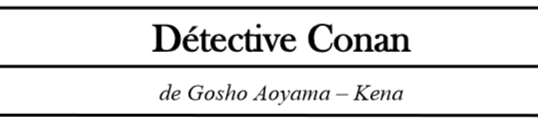 Détective Conan
de Gosho Aoyama – Kena